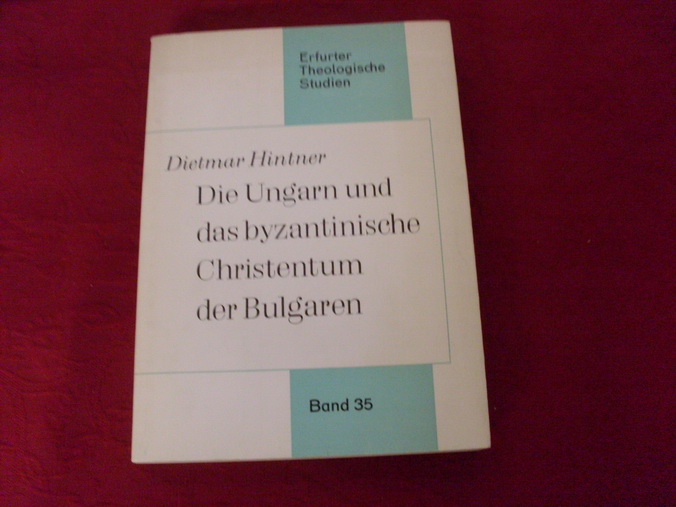 Erfurter
Theologische
Studien
Dietmar Hintner
Die Ungarn und
das byzantinische
Christentum
der Bulgaren
Band 35